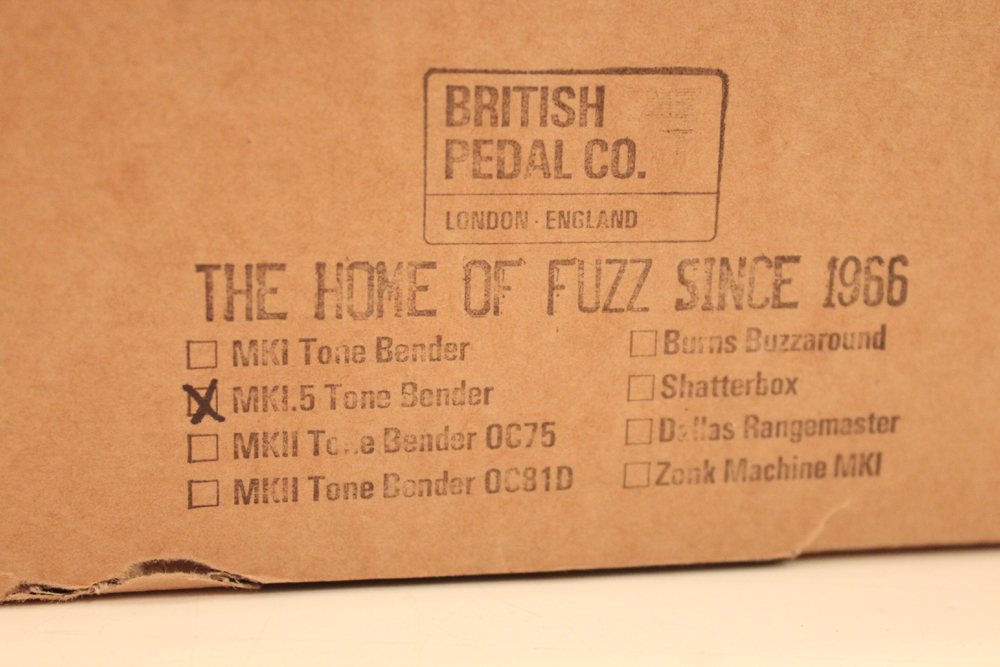 BRITISH
PEDAL CO.
LONDON · ENGLAND
THE HOME OF FUZZ SINCE 1966
MKI Tone Bender
MKI.5 Tone Bender
MKII Tone Bender OC75
MKII Tone Bender OC81D
Burns Buzzaround
Shatterbox
Dallas Rangemaster
Zonk Machine MKI